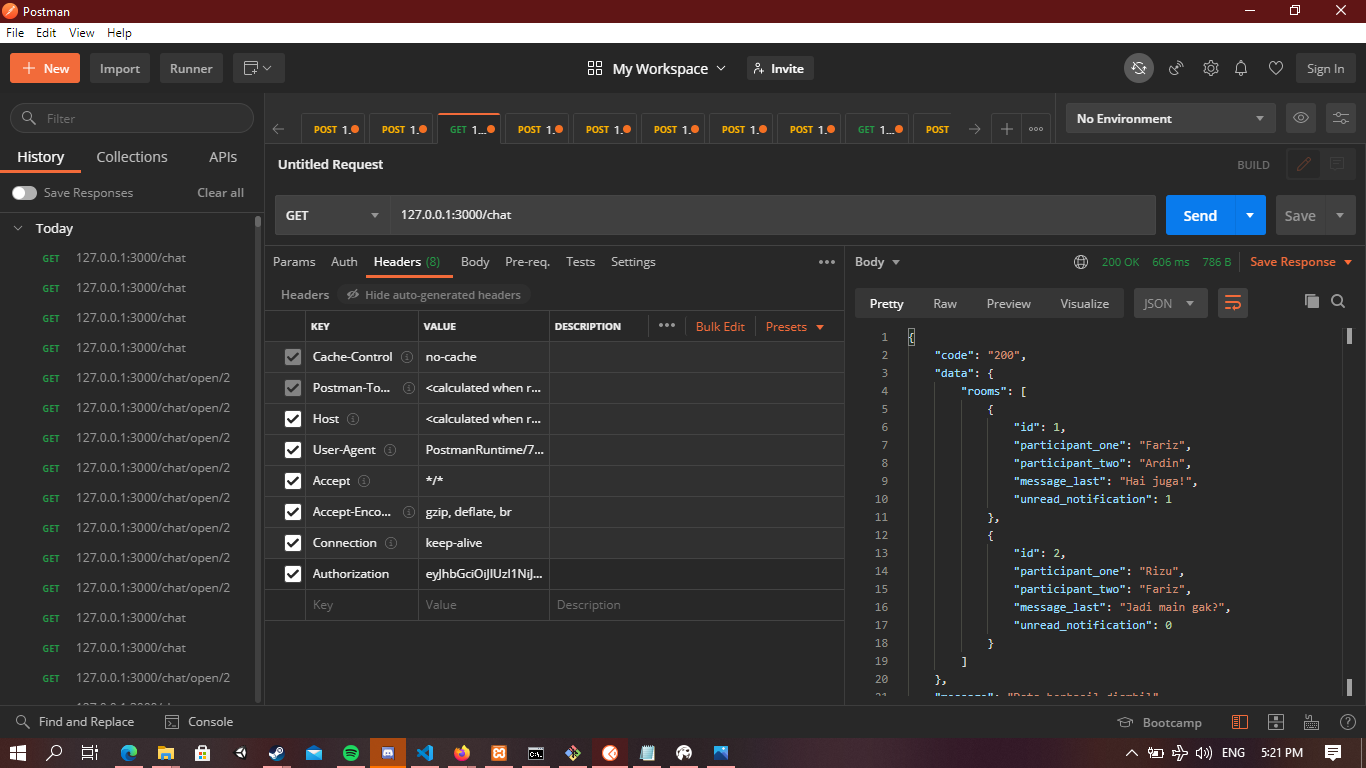 Postman
File Edit View Help
New Import Runner My Workspace Invite Sign In
Filter
History Collections APIs
Save Responses Clear all
Today
GET 127.0.0.1:3000/chat
GET 127.0.0.1:3000/chat
GET 127.0.0.1:3000/chat
GET 127.0.0.1:3000/chat
GET 127.0.0.1:3000/chat/open/2
GET 127.0.0.1:3000/chat/open/2
GET 127.0.0.1:3000/chat/open/2
GET 127.0.0.1:3000/chat/open/2
GET 127.0.0.1:3000/chat/open/2
GET 127.0.0.1:3000/chat/open/2
GET 127.0.0.1:3000/chat/open/2
GET 127.0.0.1:3000/chat/open/2
GET 127.0.0.1:3000/chat
GET 127.0.0.1:3000/chat
GET 127.0.0.1:3000/chat/open/2
POST 1. POST 1. GET 1... POST 1. POST 1. POST 1. POST 1. POST 1. GET 1... POST
No Environment
Untitled Request BUILD
GET 127.0.0.1:3000/chat Send Save
Params Auth Headers (8) Body Pre-req. Tests Settings
Headers Hide auto-generated headers
KEY VALUE DESCRIPTION Bulk Edit Presets
Cache-Control no-cache
Postman-To... <calculated when r...
Host <calculated when r...
User-Agent PostmanRuntime/7...
Accept */*
Accept-Enco... gzip, deflate, br
Connection keep-alive
Authorization eyJhbGciOiJIUzI1NiJ...
Key Value Description
Body 200 OK 606 ms 786 B Save Response
Pretty Raw Preview Visualize JSON
1 {
2 "code": "200",
3 "data": {
4 "rooms": [
5 {
6 "id": 1,
7 "participant_one": "Fariz",
8 "participant_two": "Ardin",
9 "message_last": "Hai juga!",
10 "unread_notification": 1
11 },
12 {
13 "id": 2,
14 "participant_one": "Rizu",
15 "participant_two": "Fariz",
16 "message_last": "Jadi main gak?",
17 "unread_notification": 0
18 }
19 ]
20 },
Find and Replace Console Bootcamp
ENG 5:21 PM